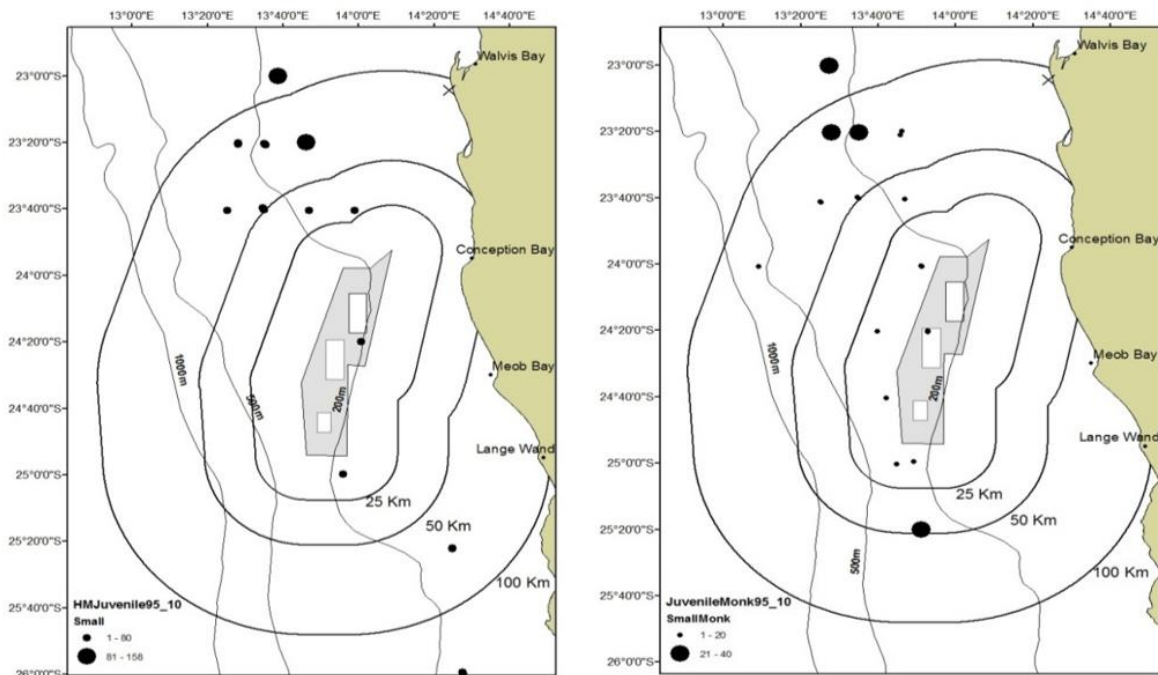 13°0'0"E 13°20'0"E 13°40'0"E 14°0'0"E 14°20'0"E 14°40'0"E
Walvis Bay
23°0'0"S
23°20'0"S
23°40'0"S
Conception Bay
24°0'0"S
24°20'0"S
1000m
Meob Bay
500m
200m
24°40'0"S
Lange Wand
25°0'0"S
25 Km
50 Km
25°20'0"S
100 Km
25°40'0"S
HMJuvenile95_10
Small
1 - 80
81 - 158
26°0'0"S
13°0'0"E 13°20'0"E 13°40'0"E 14°0'0"E 14°20'0"E 14°40'0"E
Walvis Bay
23°0'0"S
23°20'0"S
23°40'0"S
Conception Bay
24°0'0"S
24°20'0"S
1000m
Meob Bay
200m
24°40'0"S
Lange Wand
25°0'0"S
25 Km
50 Km
25°20'0"S
500m
100 Km
25°40'0"S
JuvenileMonk95_10
SmallMonk
1 - 20
21 - 40
26°0'0"S